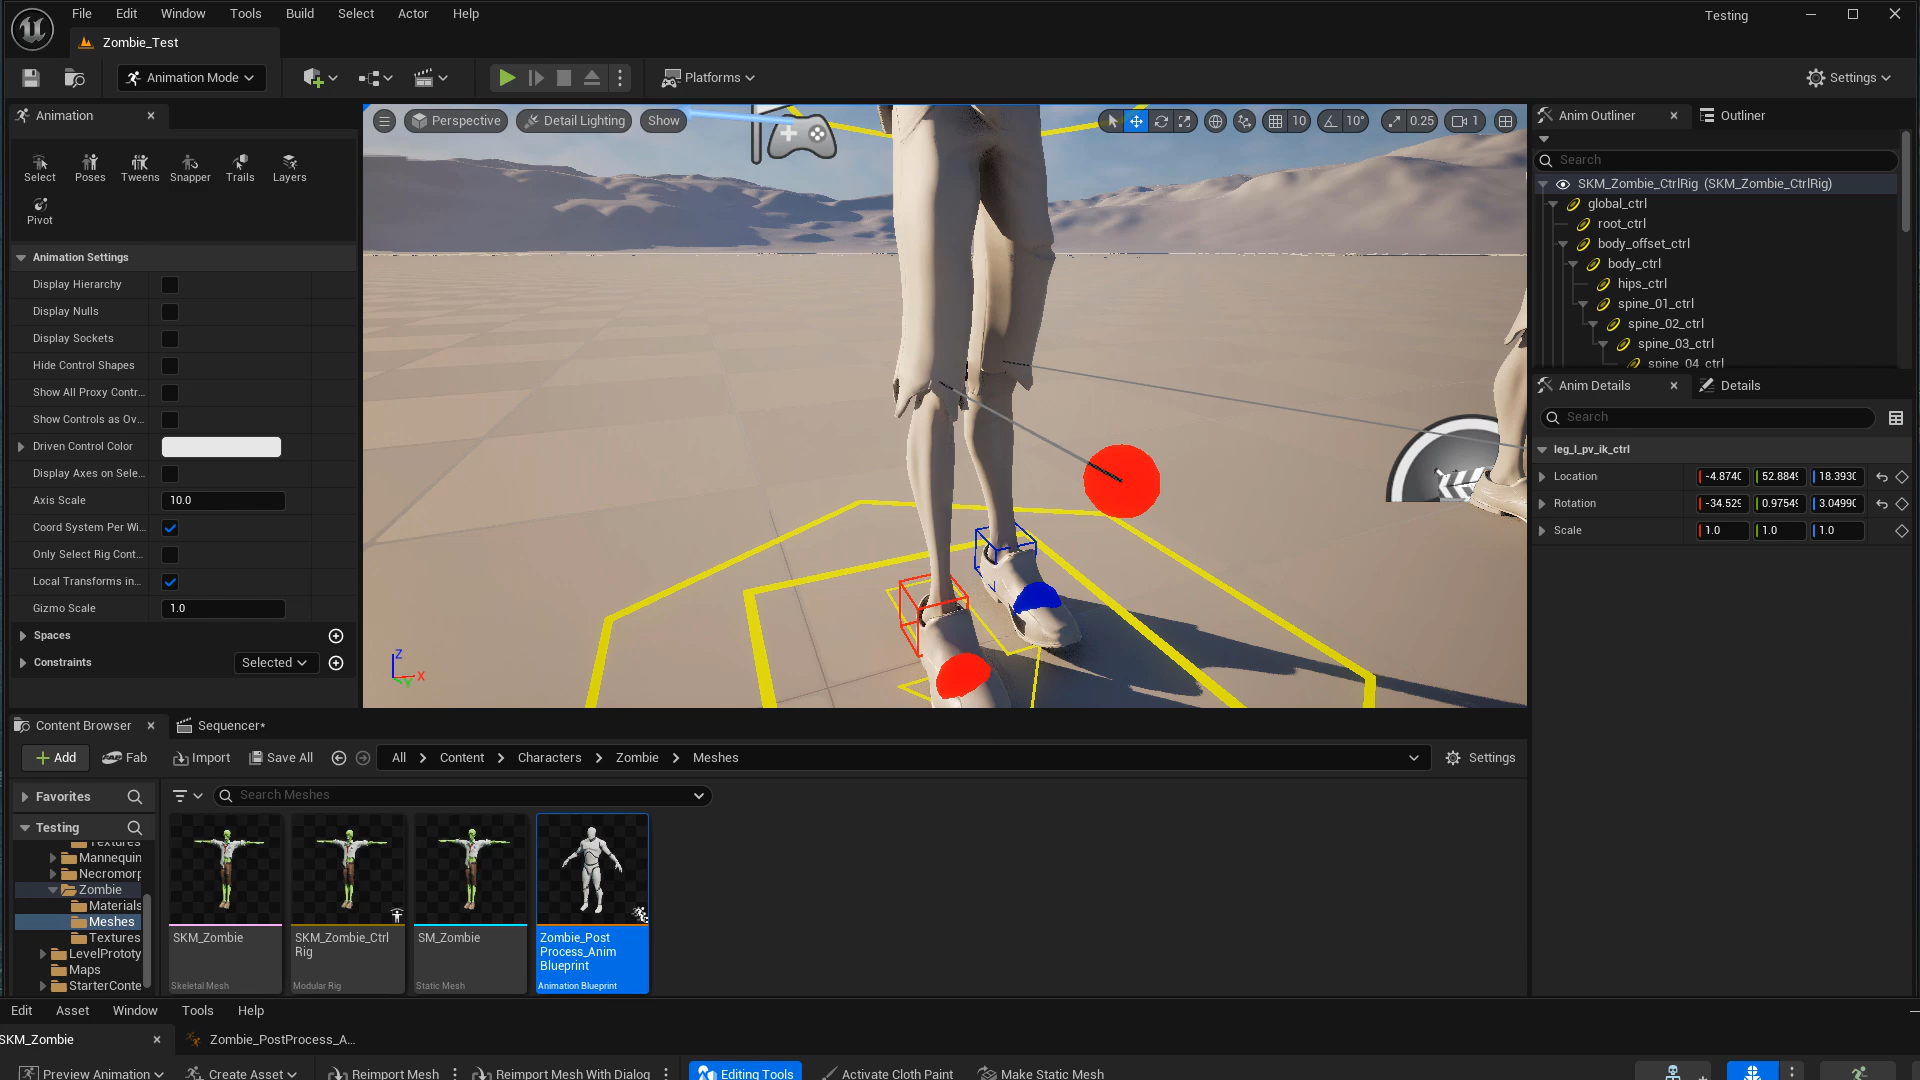 File Edit Window Tools Build Select Actor Help
Testing
Zombie_Test
Animation Mode
Platforms
Settings
Animation
Select Poses Tweens Snapper Trails Layers
Pivot
Animation Settings
Display Hierarchy
Display Nulls
Display Sockets
Hide Control Shapes
Show All Proxy Contr...
Show Controls as Ov...
Driven Control Color
Display Axes on Sele...
Axis Scale 10.0
Coord System Per Wi...
Only Select Rig Cont...
Local Transforms in...
Gizmo Scale 1.0
Spaces
Constraints Selected
Perspective Detail Lighting Show 10 10° 0.25 1
Z
X
Y
Anim Outliner Outliner
Search
SKM_Zombie_CtrlRig (SKM_Zombie_CtrlRig)
global_ctrl
root_ctrl
body_offset_ctrl
body_ctrl
hips_ctrl
spine_01_ctrl
spine_02_ctrl
spine_03_ctrl
spine_04_ctrl
Anim Details Details
Search
leg_l_pv_ik_ctrl
Location -4.874 52.884 18.393
Rotation -34.529 0.9754 3.0499
Scale 1.0 1.0 1.0
Content Browser Sequencer*
Add Fab Import Save All All Content Characters Zombie Meshes Settings
Favorites
Search Meshes
Testing
Textures
Mannequin
Necromorp
Zombie
Materials
Meshes
Textures
LevelPrototy
Maps
StarterConte
SKM_Zombie
Skeletal Mesh
SKM_Zombie_Ctrl
Rig
Modular Rig
SM_Zombie
Static Mesh
Zombie_Post
Process_Anim
Blueprint
Animation Blueprint
Edit Asset Window Tools Help
SKM_Zombie Zombie_PostProcess_A...
Preview Animation Create Asset Reimport Mesh Reimport Mesh With Dialog Editing Tools Activate Cloth Paint Make Static Mesh